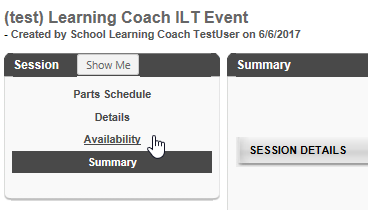 (test) Learning Coach ILT Event
- Created by School Learning Coach TestUser on 6/6/2017
Session
Show Me
Parts Schedule
Details
Availability
Summary
Summary
SESSION DETAILS